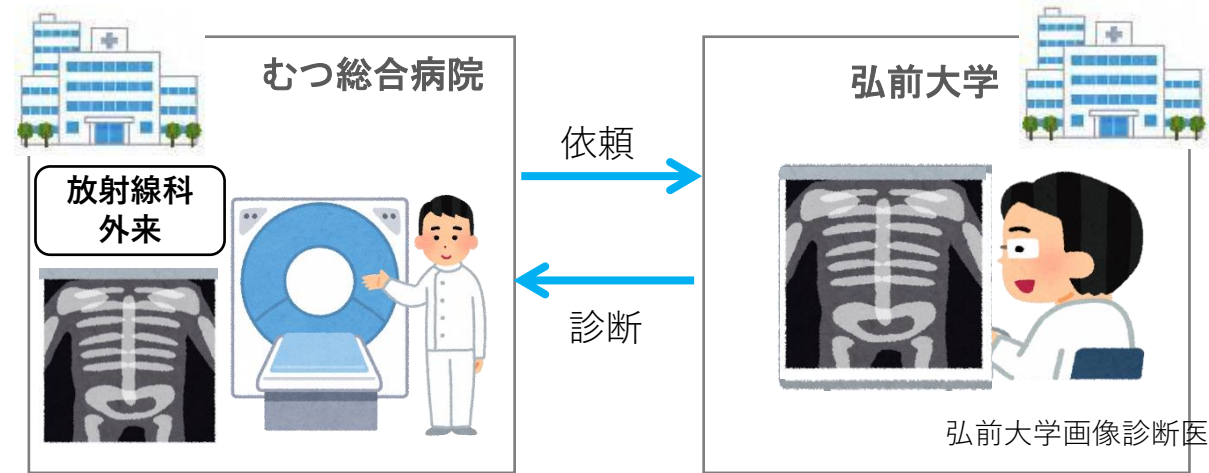 むつ総合病院
放射線科
外来
依頼
診断
弘前大学
弘前大学画像診断医